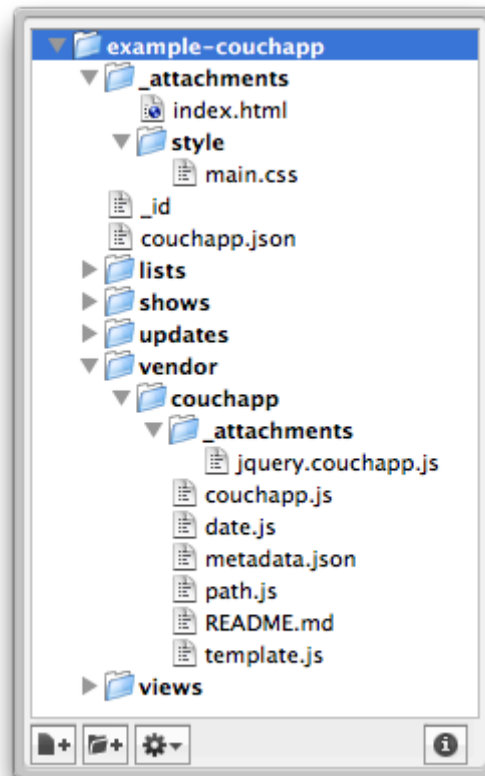 example-couchapp
_attachments
index.html
style
main.css
_id
couchapp.json
lists
shows
updates
vendor
couchapp
_attachments
jquery.couchapp.js
couchapp.js
date.js
metadata.json
path.js
README.md
template.js
views